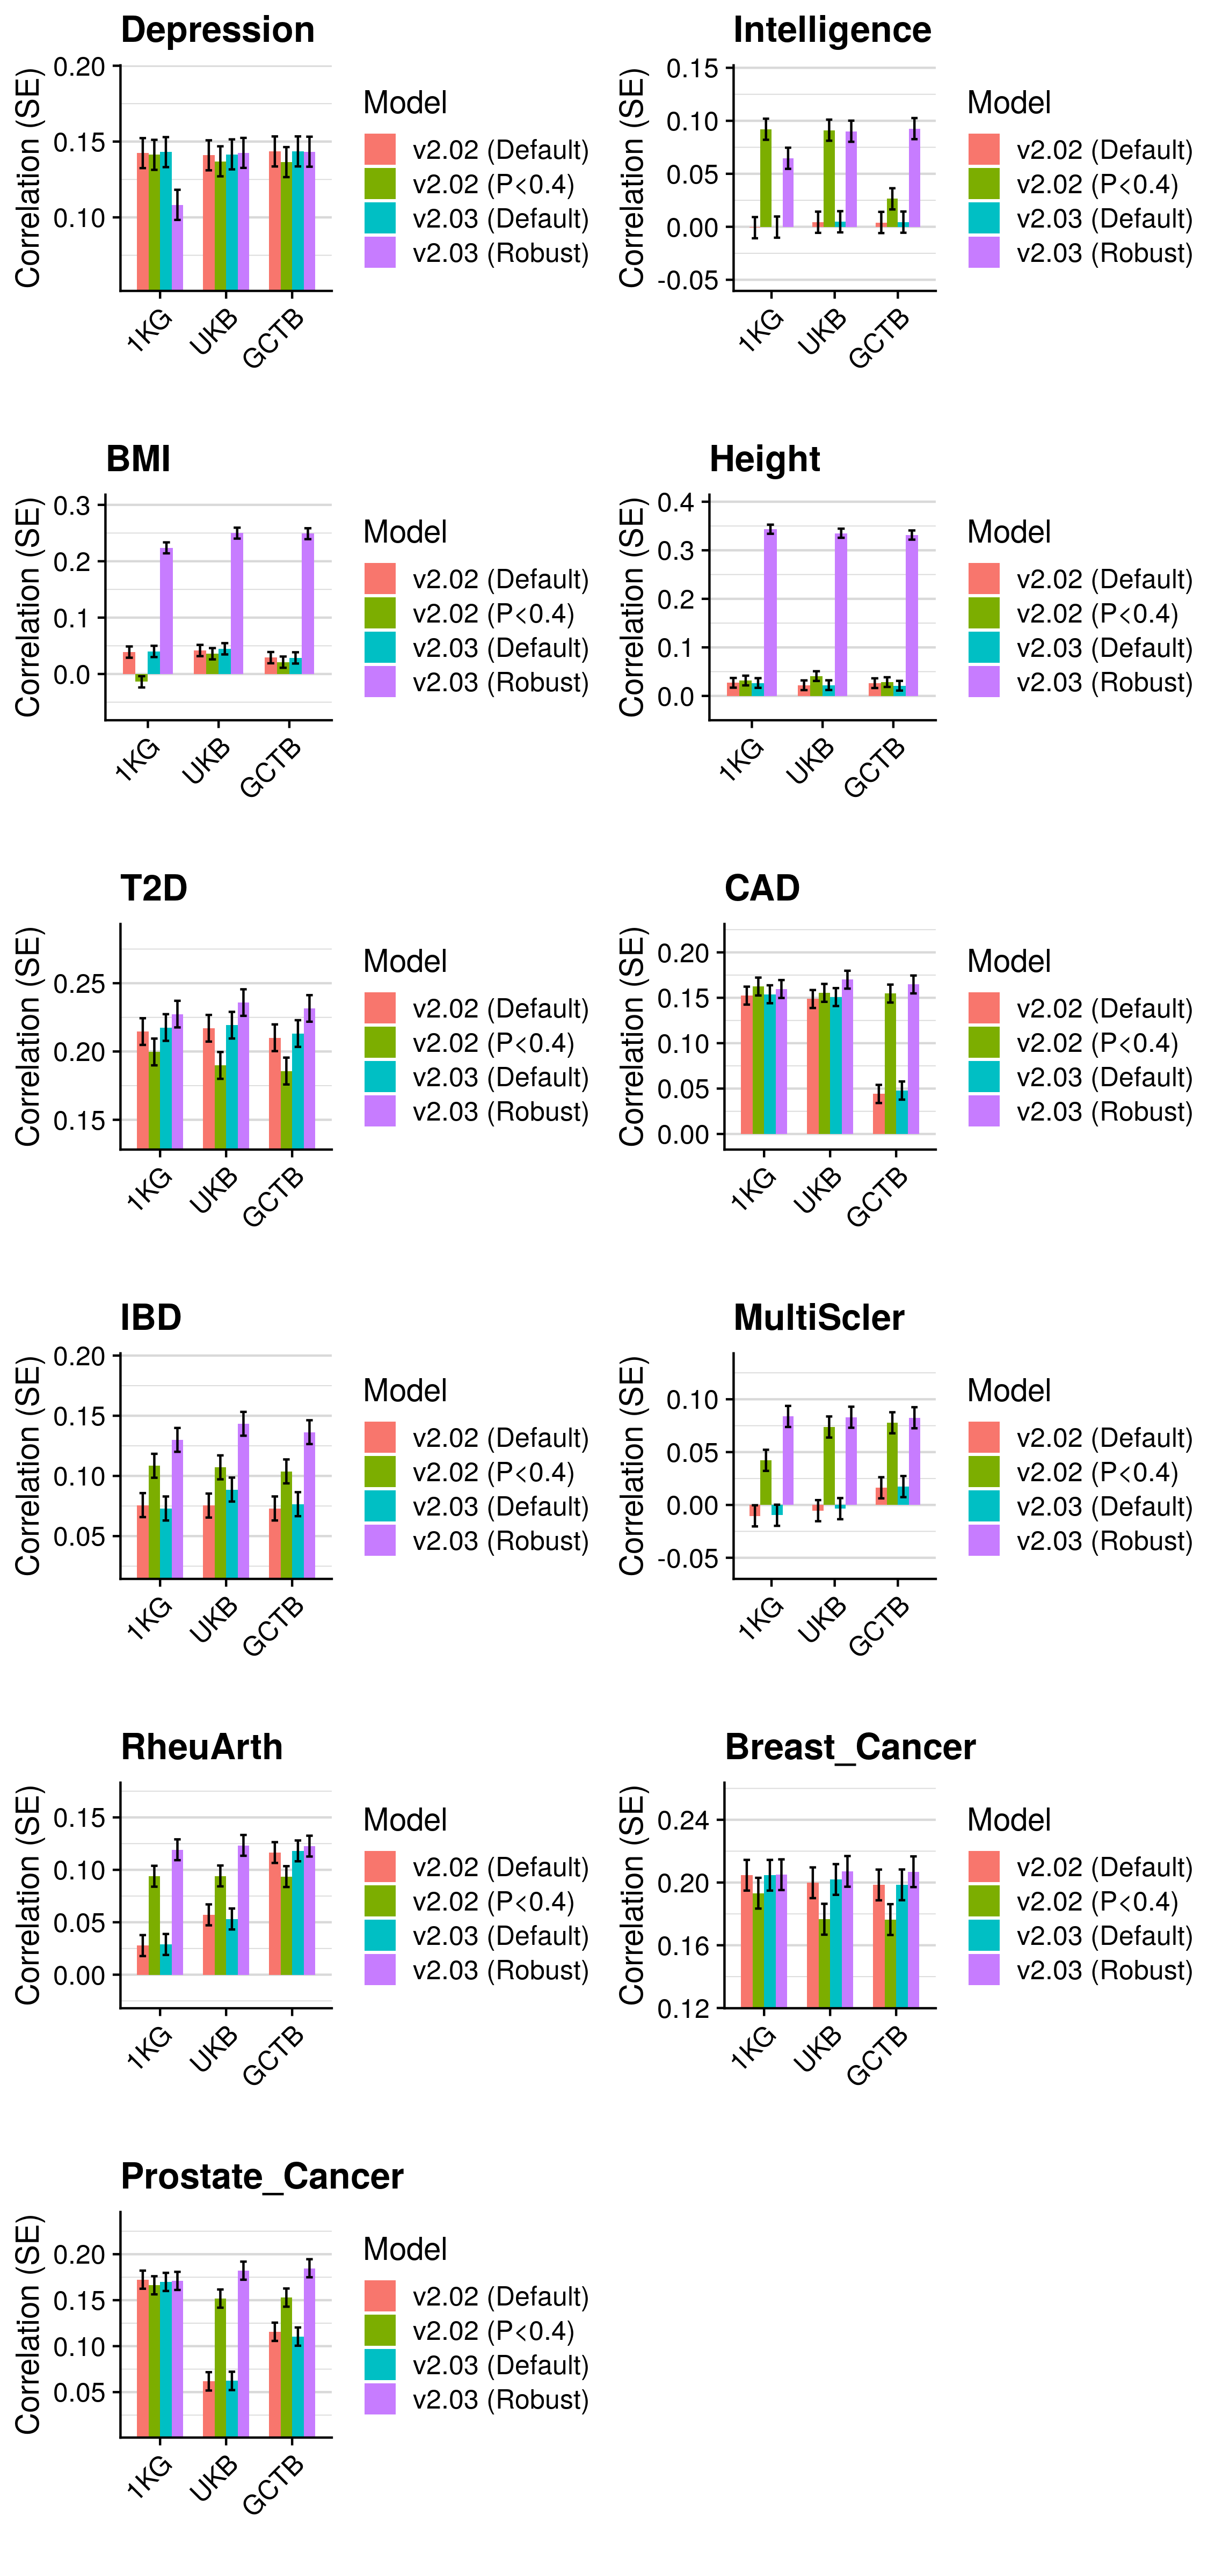 Depression
Correlation (SE)
0.20
0.15
0.10
1KG
UKB
GCTB
Model
v2.02 (Default)
v2.02 (P<0.4)
v2.03 (Default)
v2.03 (Robust)
Intelligence
Correlation (SE)
0.15
0.10
0.05
0.00
-0.05
1KG
UKB
GCTB
Model
v2.02 (Default)
v2.02 (P<0.4)
v2.03 (Default)
v2.03 (Robust)
BMI
Correlation (SE)
0.3
0.2
0.1
0.0
1KG
UKB
GCTB
Model
v2.02 (Default)
v2.02 (P<0.4)
v2.03 (Default)
v2.03 (Robust)
Height
Correlation (SE)
0.4
0.3
0.2
0.1
0.0
1KG
UKB
GCTB
Model
v2.02 (Default)
v2.02 (P<0.4)
v2.03 (Default)
v2.03 (Robust)
T2D
Correlation (SE)
0.25
0.20
0.15
1KG
UKB
GCTB
Model
v2.02 (Default)
v2.02 (P<0.4)
v2.03 (Default)
v2.03 (Robust)
CAD
Correlation (SE)
0.20
0.15
0.10
0.05
0.00
1KG
UKB
GCTB
Model
v2.02 (Default)
v2.02 (P<0.4)
v2.03 (Default)
v2.03 (Robust)
IBD
Correlation (SE)
0.20
0.15
0.10
0.05
1KG
UKB
GCTB
Model
v2.02 (Default)
v2.02 (P<0.4)
v2.03 (Default)
v2.03 (Robust)
MultiScler
Correlation (SE)
0.10
0.05
0.00
-0.05
1KG
UKB
GCTB
Model
v2.02 (Default)
v2.02 (P<0.4)
v2.03 (Default)
v2.03 (Robust)
RheuArth
Correlation (SE)
0.15
0.10
0.05
0.00
1KG
UKB
GCTB
Model
v2.02 (Default)
v2.02 (P<0.4)
v2.03 (Default)
v2.03 (Robust)
Breast_Cancer
Correlation (SE)
0.24
0.20
0.16
0.12
1KG
UKB
GCTB
Model
v2.02 (Default)
v2.02 (P<0.4)
v2.03 (Default)
v2.03 (Robust)
Prostate_Cancer
Correlation (SE)
0.20
0.15
0.10
0.05
1KG
UKB
GCTB
Model
v2.02 (Default)
v2.02 (P<0.4)
v2.03 (Default)
v2.03 (Robust)